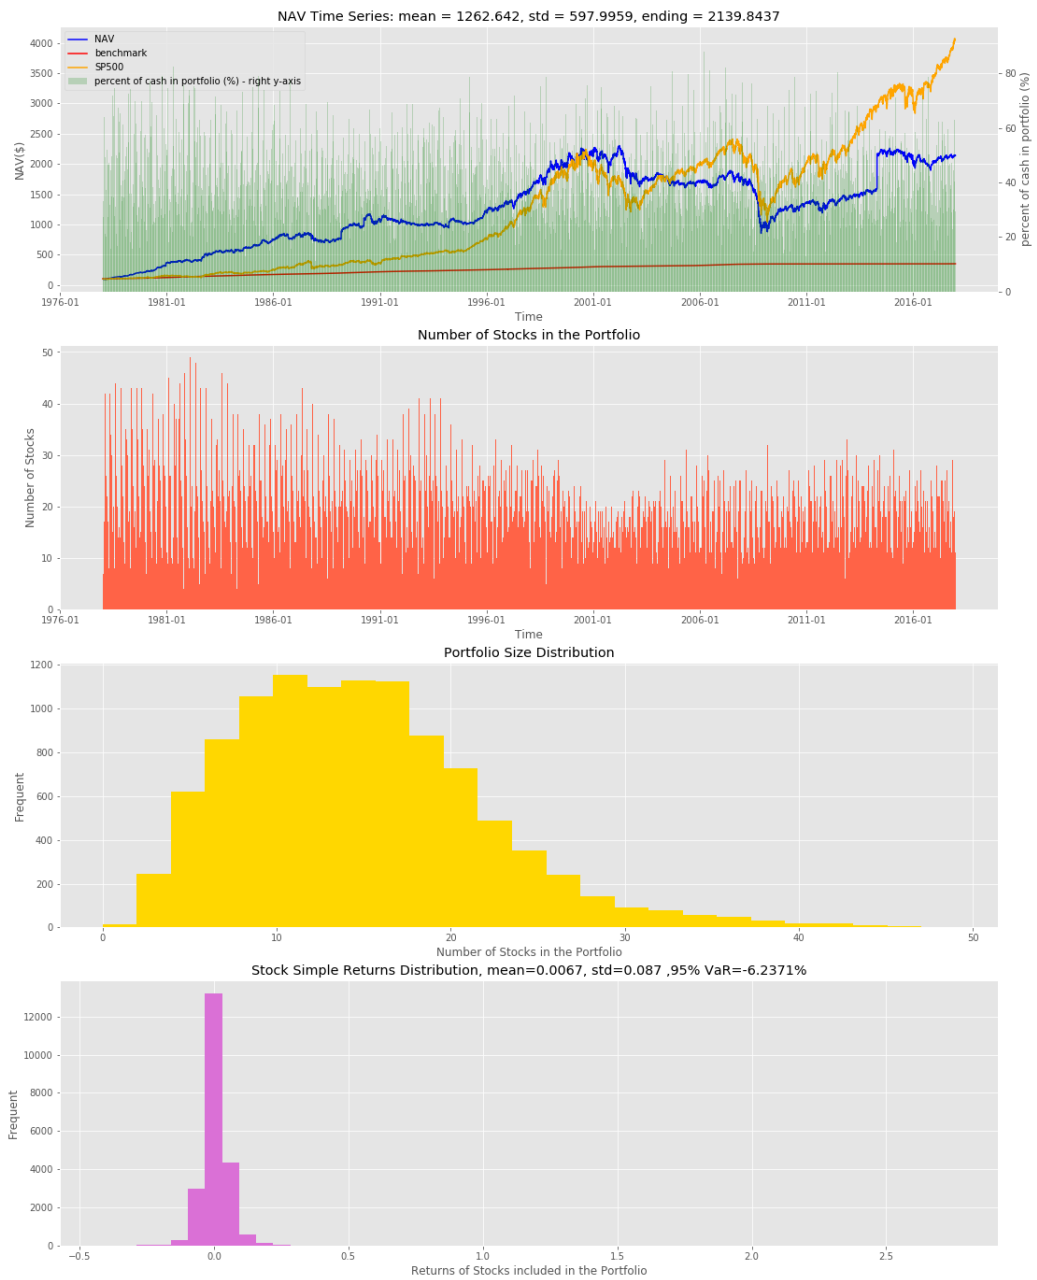 NAV Time Series: mean = 1262.642, std = 597.9959, ending = 2139.8437
NAV
benchmark
SP500
percent of cash in portfolio (%) - right y-axis
4000
3500
3000
2500
2000
1500
1000
500
0
NAV($)
80
60
40
20
0
percent of cash in portfolio (%)
1976-01 1981-01 1986-01 1991-01 1996-01 2001-01 2006-01 2011-01 2016-01
Time
Number of Stocks in the Portfolio
50
40
30
20
10
0
Number of Stocks
1976-01 1981-01 1986-01 1991-01 1996-01 2001-01 2006-01 2011-01 2016-01
Time
Portfolio Size Distribution
1200
1000
800
600
400
200
0
Frequent
0 10 20 30 40 50
Number of Stocks in the Portfolio
Stock Simple Returns Distribution, mean=0.0067, std=0.087 ,95% VaR=-6.2371%
12000
10000
8000
6000
4000
2000
0
Frequent
−0.5 0.0 0.5 1.0 1.5 2.0 2.5
Returns of Stocks included in the Portfolio